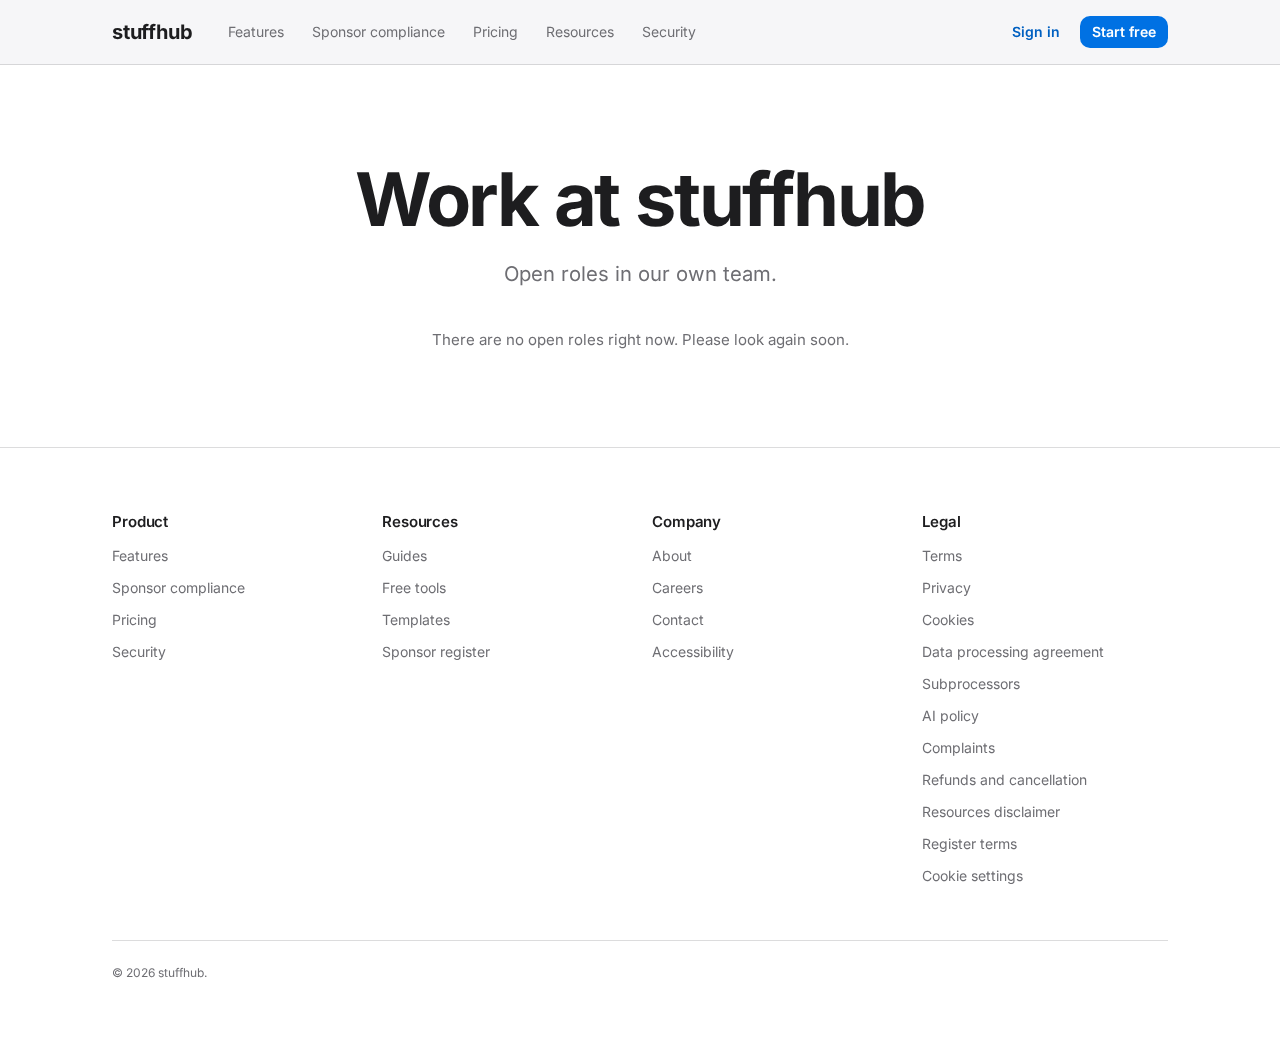 stuffhub
Features
Sponsor compliance
Pricing
Resources
Security
Sign in
Start free
Work at stuffhub
Open roles in our own team.
There are no open roles right now. Please look again soon.
Product
Features
Sponsor compliance
Pricing
Security
Resources
Guides
Free tools
Templates
Sponsor register
Company
About
Careers
Contact
Accessibility
Legal
Terms
Privacy
Cookies
Data processing agreement
Subprocessors
AI policy
Complaints
Refunds and cancellation
Resources disclaimer
Register terms
Cookie settings
© 2026 stuffhub.